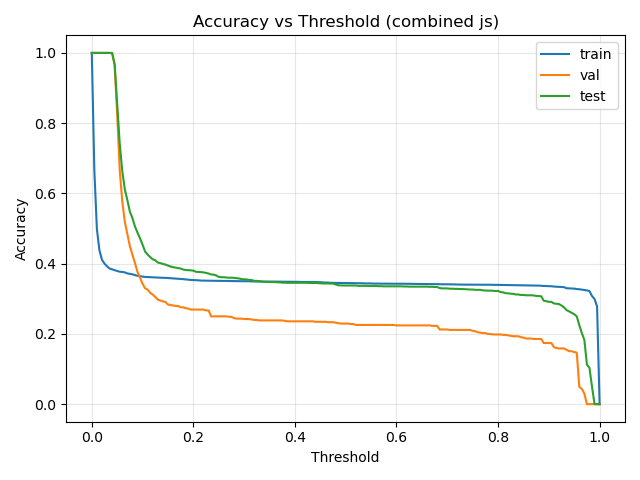 Accuracy vs Threshold (combined js)
train
val
test
1.0
0.8
0.6
0.4
0.2
0.0
Accuracy
0.0 0.2 0.4 0.6 0.8 1.0
Threshold